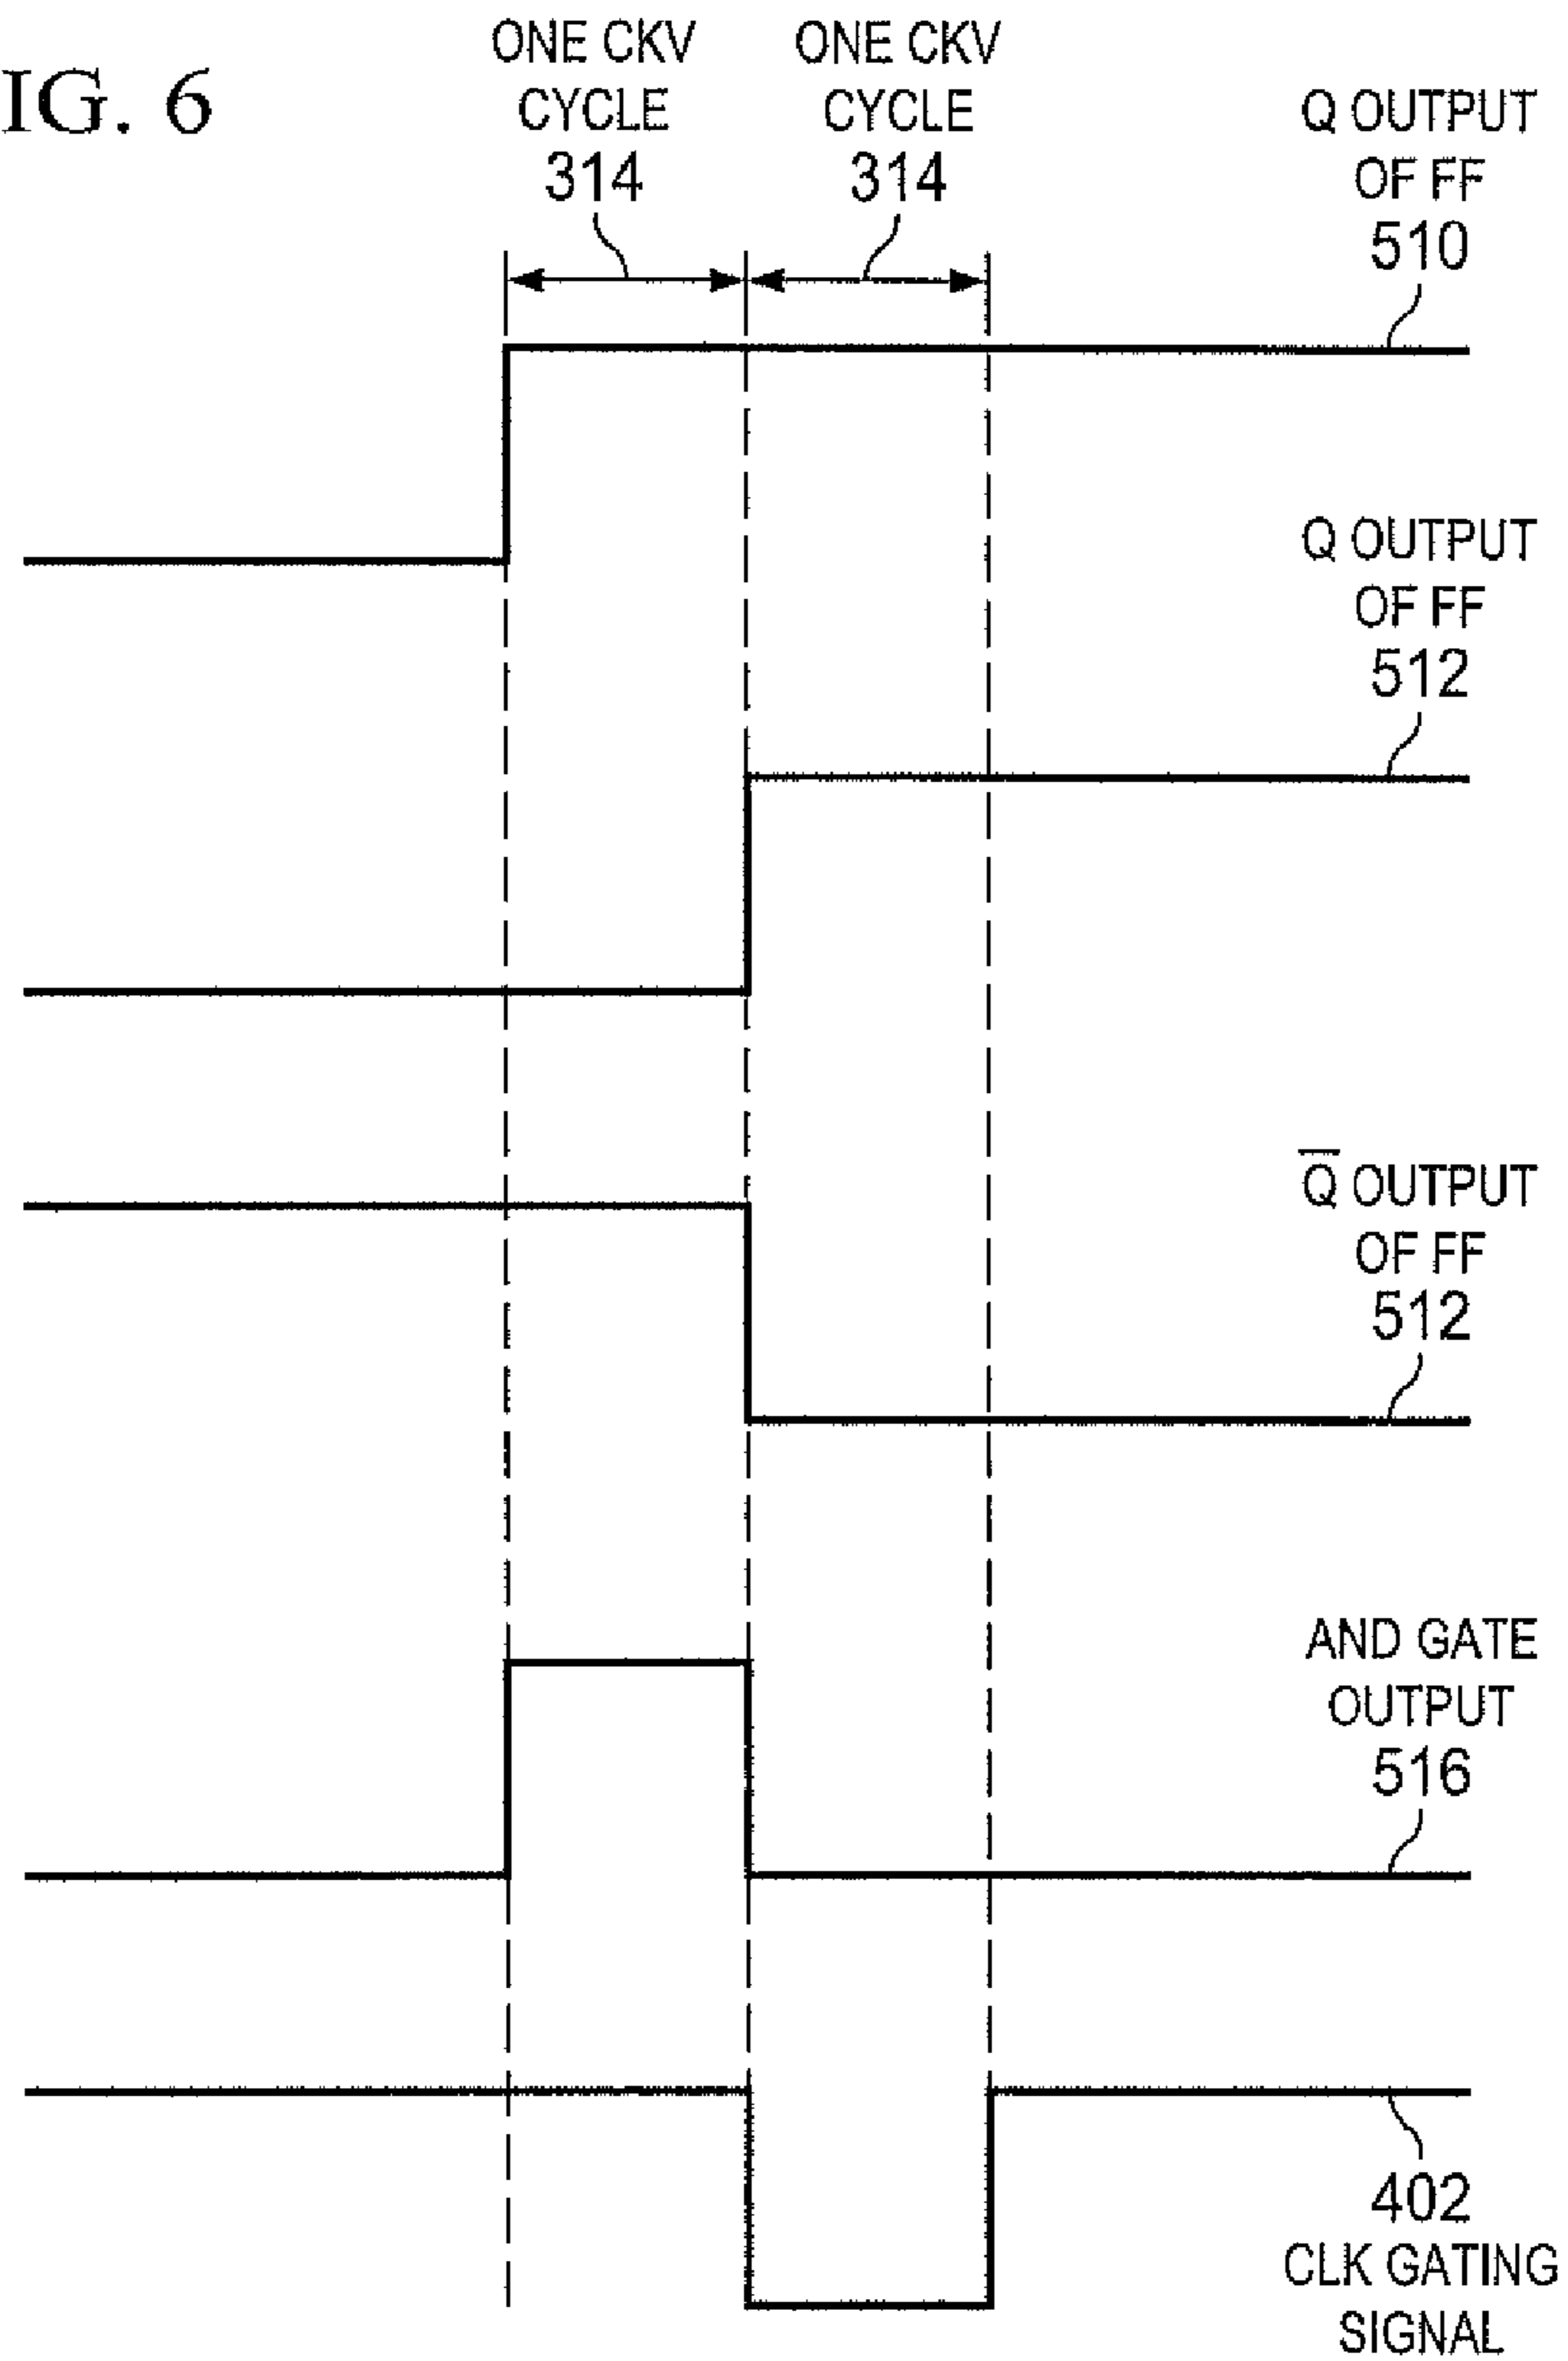 IG. 6
ONE CKV
CYCLE
314
ONE CKV
CYCLE
314
Q OUTPUT
OF FF
510
Q OUTPUT
OF FF
512
Q̅ OUTPUT
OF FF
512
AND GATE
OUTPUT
516
402
CLK GATING
SIGNAL